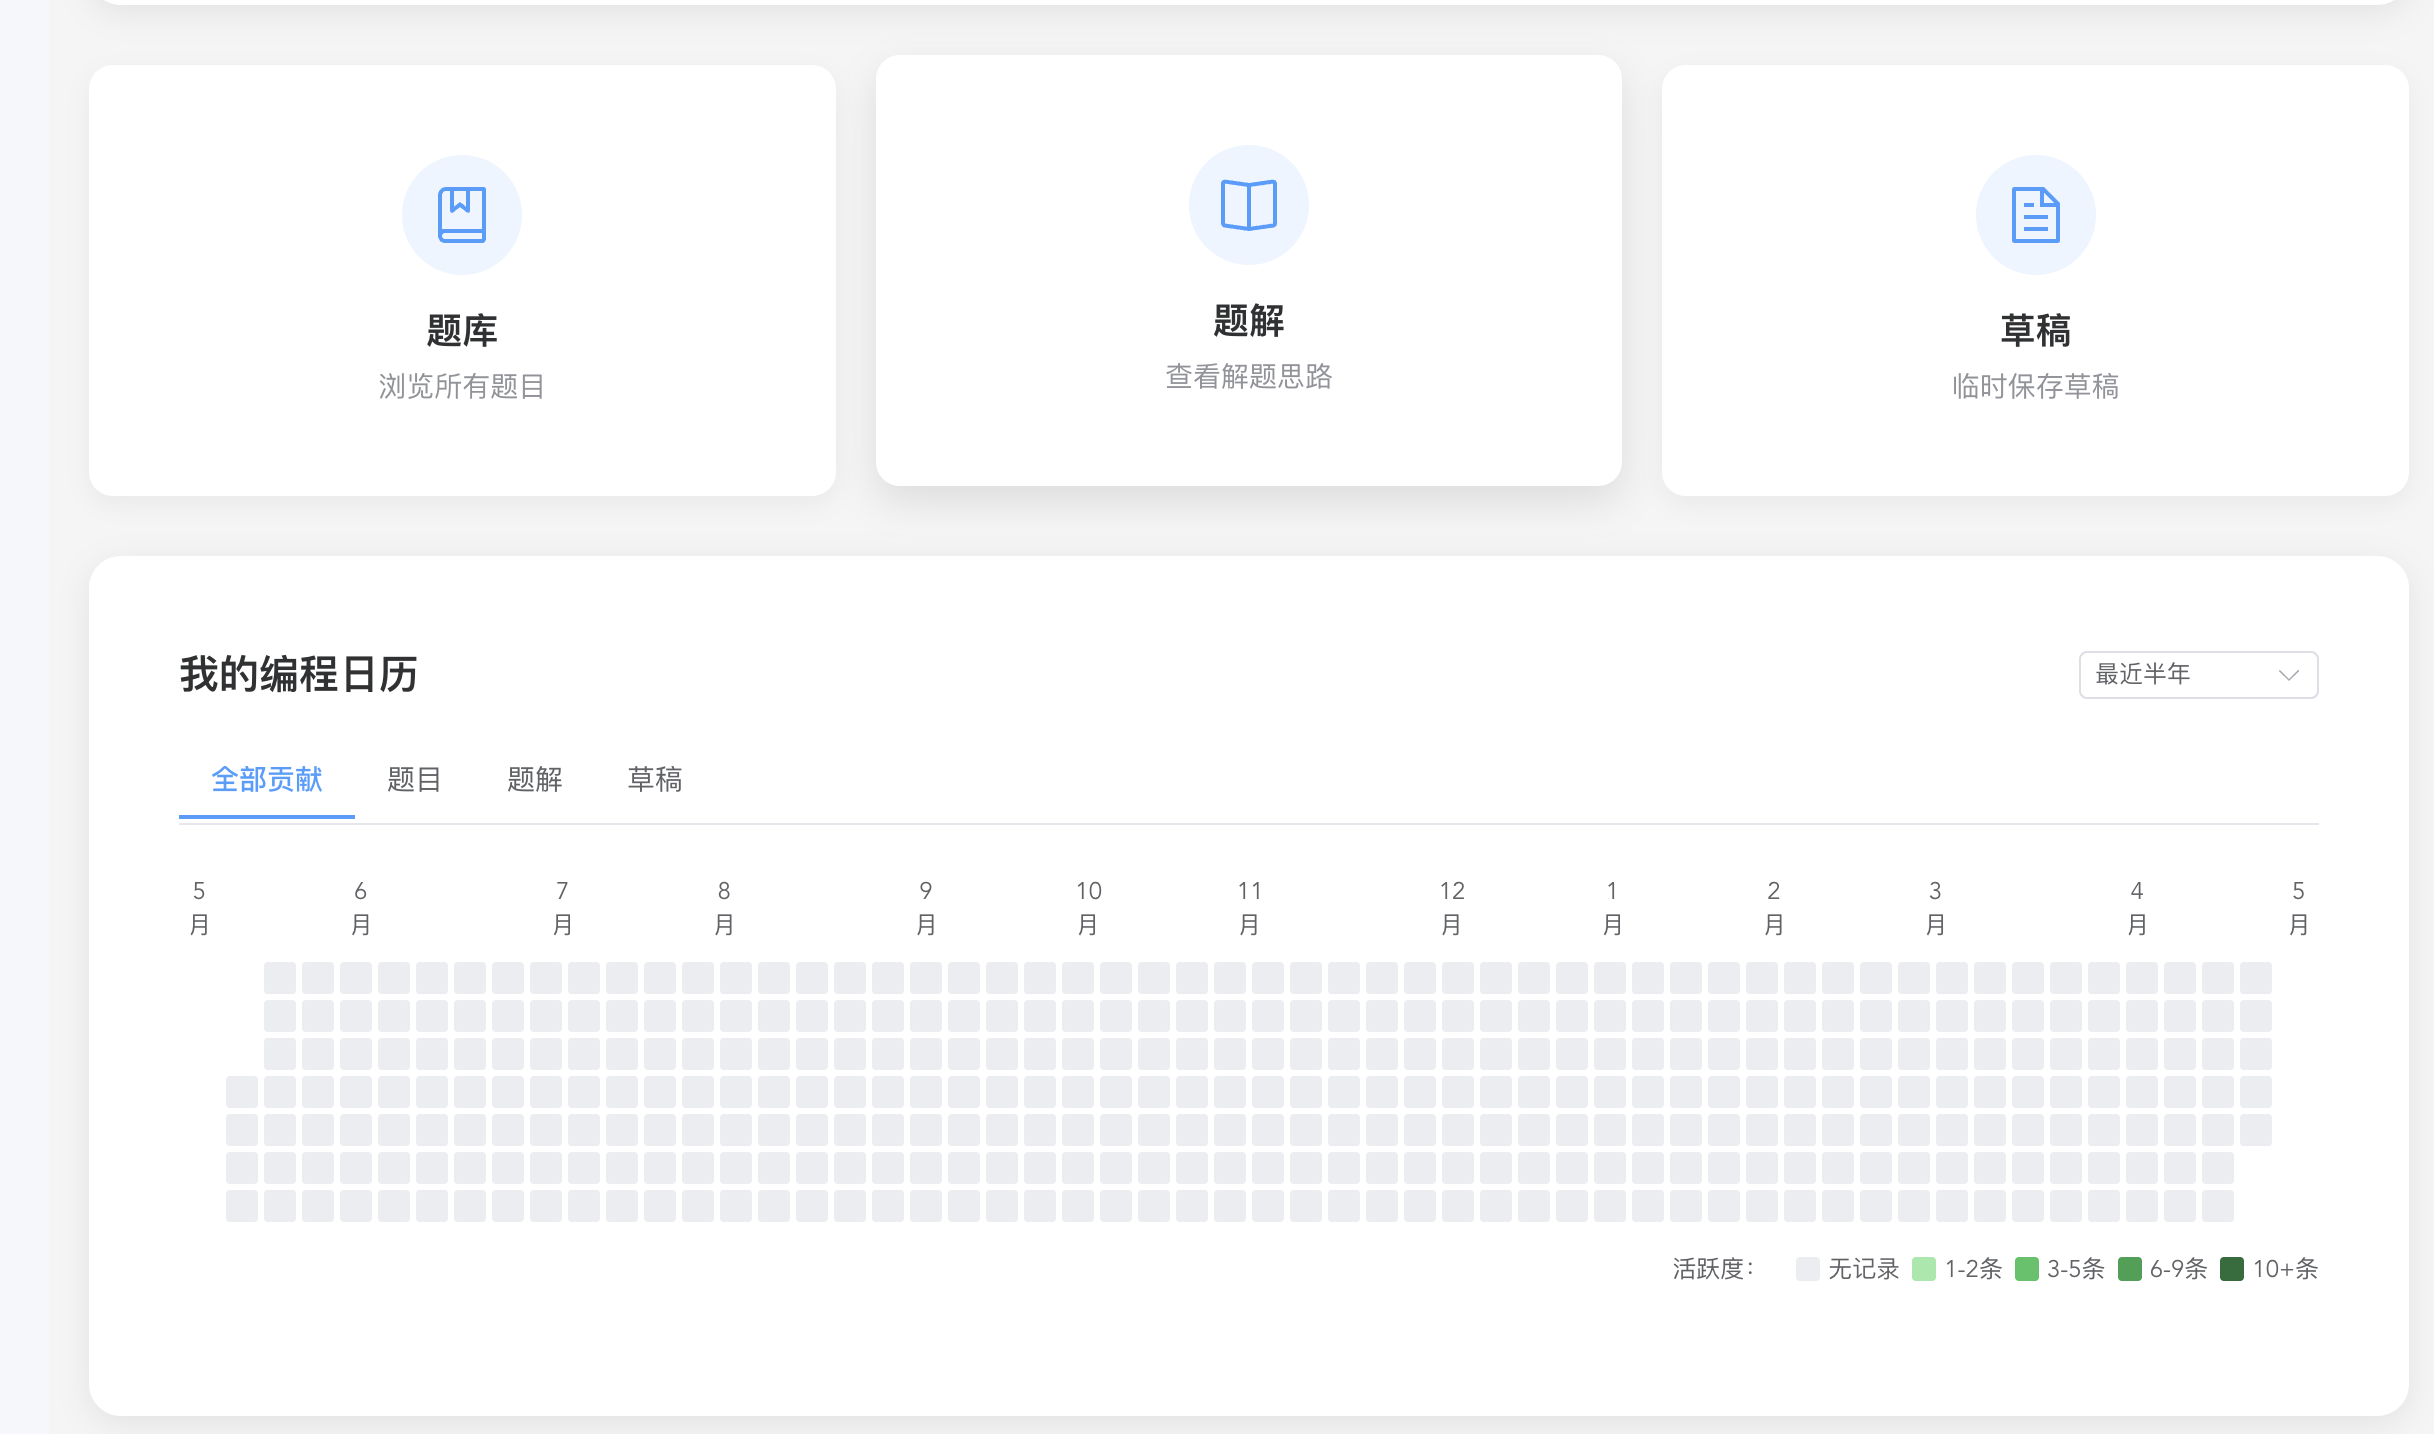 题库
浏览所有题目
题解
查看解题思路
草稿
临时保存草稿
我的编程日历
最近半年
全部贡献 题目 题解 草稿
5月 6月 7月 8月 9月 10月 11月 12月 1月 2月 3月 4月 5月
活跃度： 无记录 1-2条 3-5条 6-9条 10+条